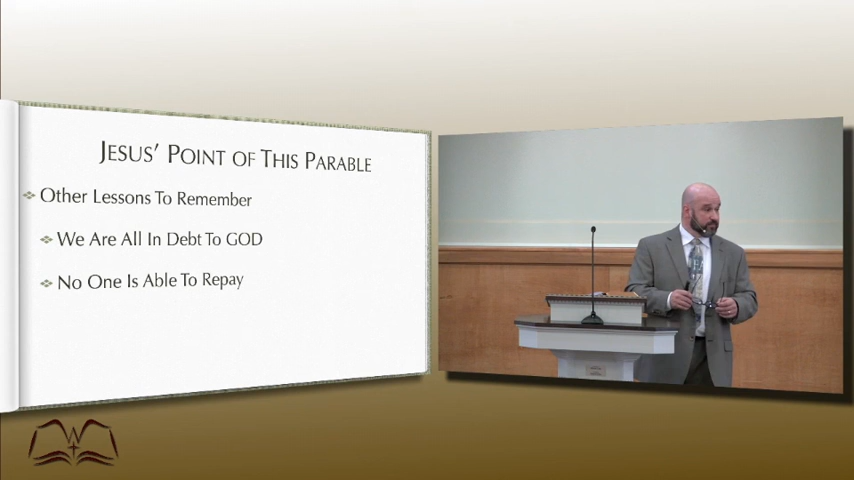 JESUS' POINT OF THIS PARABLE
Other Lessons To Remember
We Are All In Debt To GOD
No One Is Able To Repay